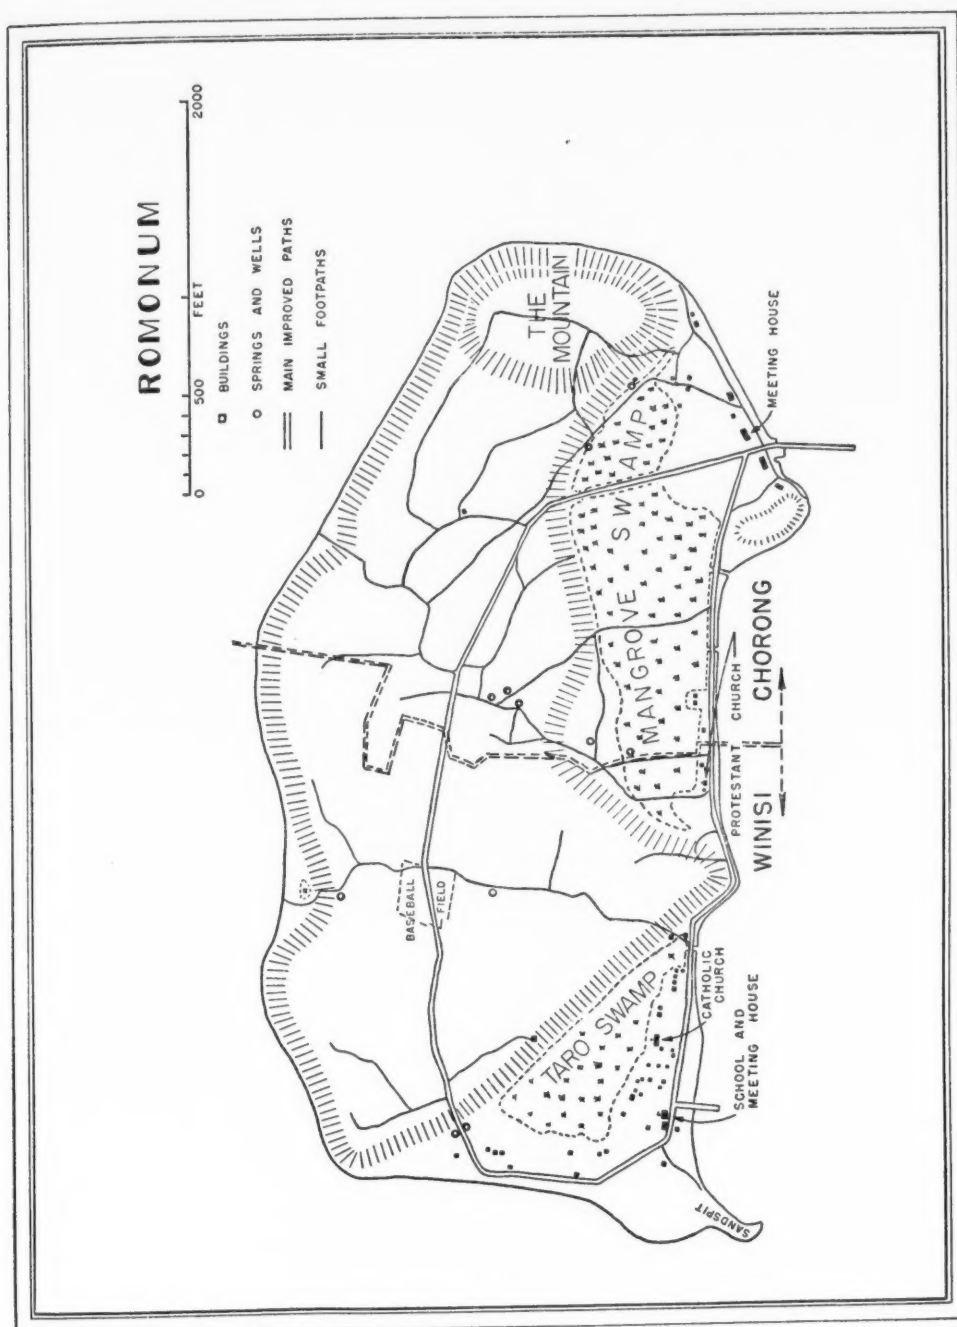 ROMONUM
0 500 FEET 2000
BUILDINGS
SPRINGS AND WELLS
MAIN IMPROVED PATHS
SMALL FOOTPATHS
THE
MOUNTAIN
MANGROVE SWAMP
MEETING HOUSE
BASEBALL
FIELD
TARO SWAMP
PROTESTANT CHURCH
WINISI CHORONG
CATHOLIC
CHURCH
SCHOOL AND
MEETING HOUSE
SANDSPIT